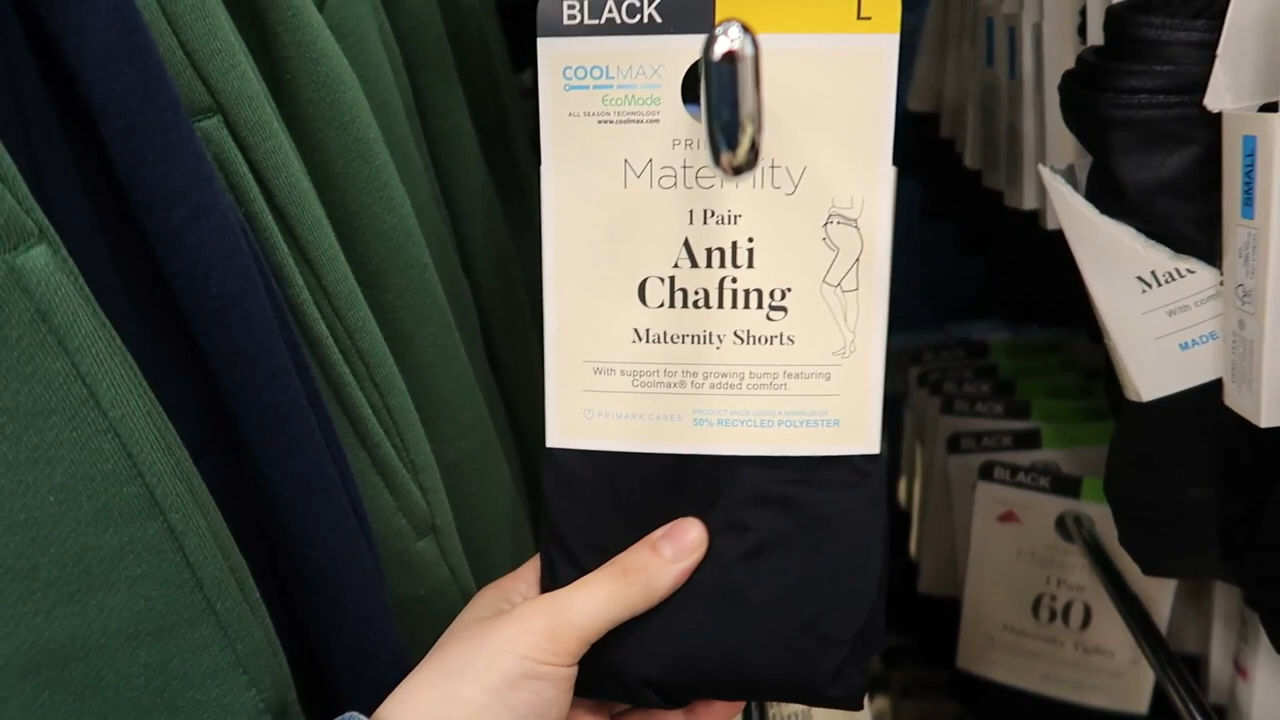 BLACK
L
COOLMAX®
EcoMade
ALL SEASON TECHNOLOGY
www.coolmax.com
1 Pair
Anti
Chafing
Maternity Shorts
With support for the growing bump featuring
Coolmax® for added comfort.
PRIMARK CARES
PRODUCT MADE USING A MINIMUM OF
50% RECYCLED POLYESTER
SMALL
MADE
BLACK
BLACK
BLACK
BLACK
1 Pair
60
Maternity Tights